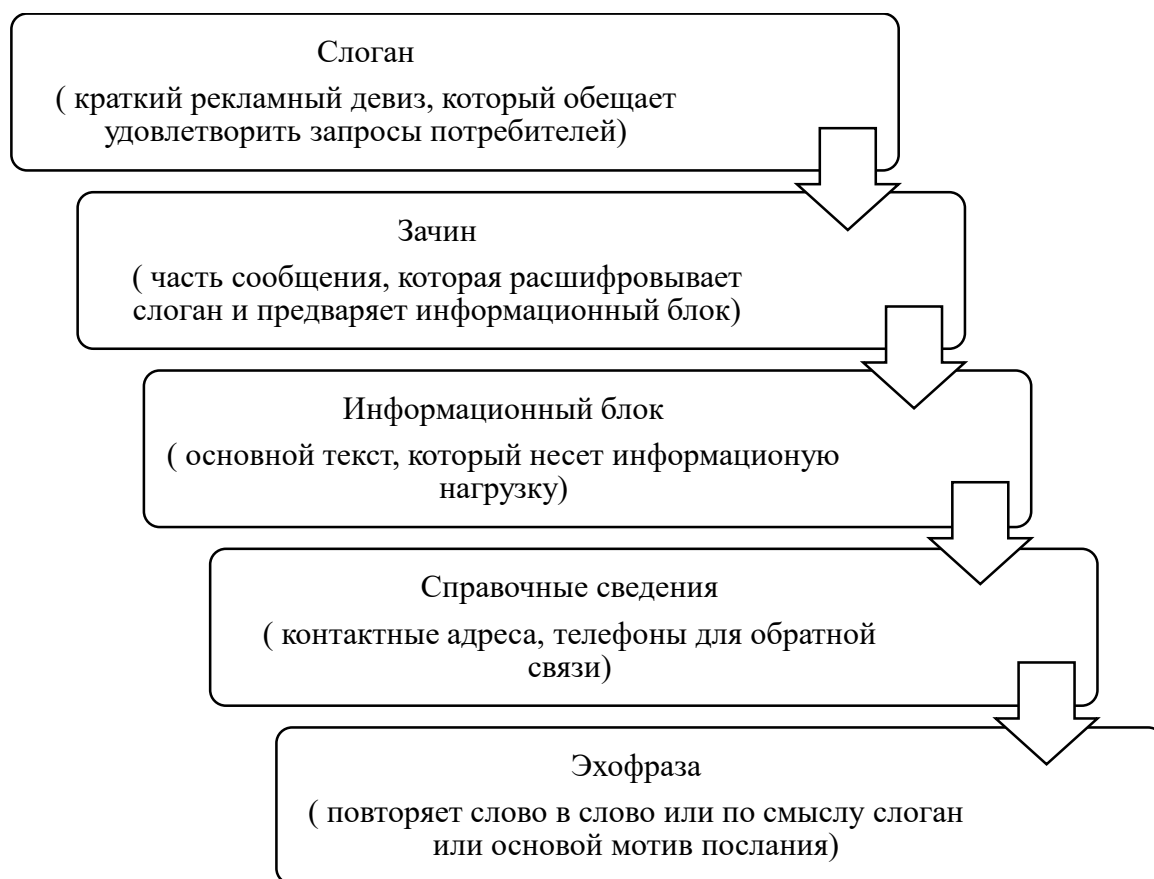 Слоган
( краткий рекламный девиз, который обещает
удовлетворить запросы потребителей)
Зачин
( часть сообщения, которая расшифровывает
слоган и предваряет информационный блок)
Информационный блок
( основной текст, который несет информационую
нагрузку)
Справочные сведения
( контактные адреса, телефоны для обратной
связи)
Эхофраза
( повторяет слово в слово или по смыслу слоган
или основой мотив послания)